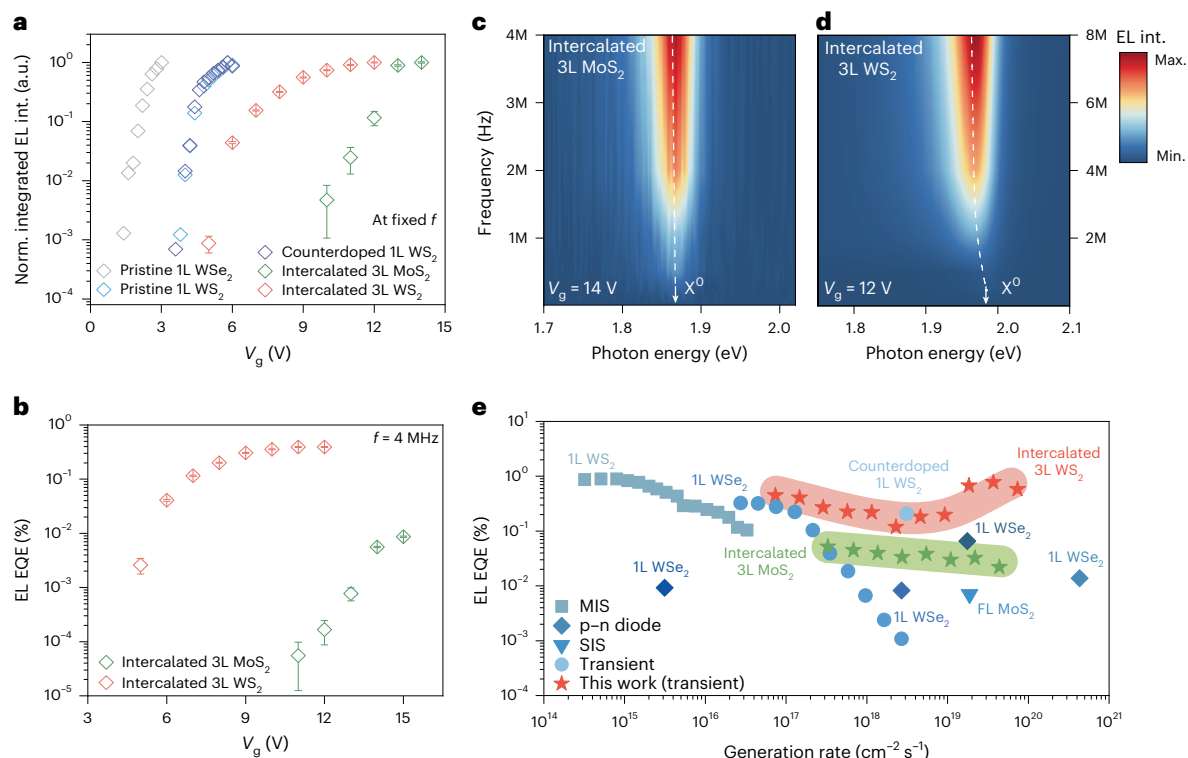 a
Norm. integrated EL int. (a.u.)
10⁰
10⁻¹
10⁻²
10⁻³
10⁻⁴
At fixed f
Pristine 1L WSe₂
Pristine 1L WS₂
Counterdoped 1L WS₂
Intercalated 3L MoS₂
Intercalated 3L WS₂
0 3 6 9 12 15
V_g (V)
c
Intercalated
3L MoS₂
Frequency (Hz)
4M
3M
2M
1M
V_g = 14 V
X⁰
1.7 1.8 1.9 2.0
Photon energy (eV)
d
Intercalated
3L WS₂
8M
6M
4M
2M
V_g = 12 V
X⁰
1.8 1.9 2.0 2.1
Photon energy (eV)
EL int.
Max.
Min.
b
EL EQE (%)
10⁰
10⁻¹
10⁻²
10⁻³
10⁻⁴
10⁻⁵
f = 4 MHz
Intercalated 3L MoS₂
Intercalated 3L WS₂
3 6 9 12 15
V_g (V)
e
EL EQE (%)
10¹
10⁰
10⁻¹
10⁻²
10⁻³
10⁻⁴
1L WS₂
1L WSe₂
Counterdoped
1L WS₂
Intercalated
3L WS₂
1L WSe₂
Intercalated
3L MoS₂
1L WSe₂
1L WSe₂
1L WSe₂
FL MoS₂
MIS
p–n diode
SIS
Transient
This work (transient)
10¹⁴ 10¹⁵ 10¹⁶ 10¹⁷ 10¹⁸ 10¹⁹ 10²⁰ 10²¹
Generation rate (cm⁻² s⁻¹)